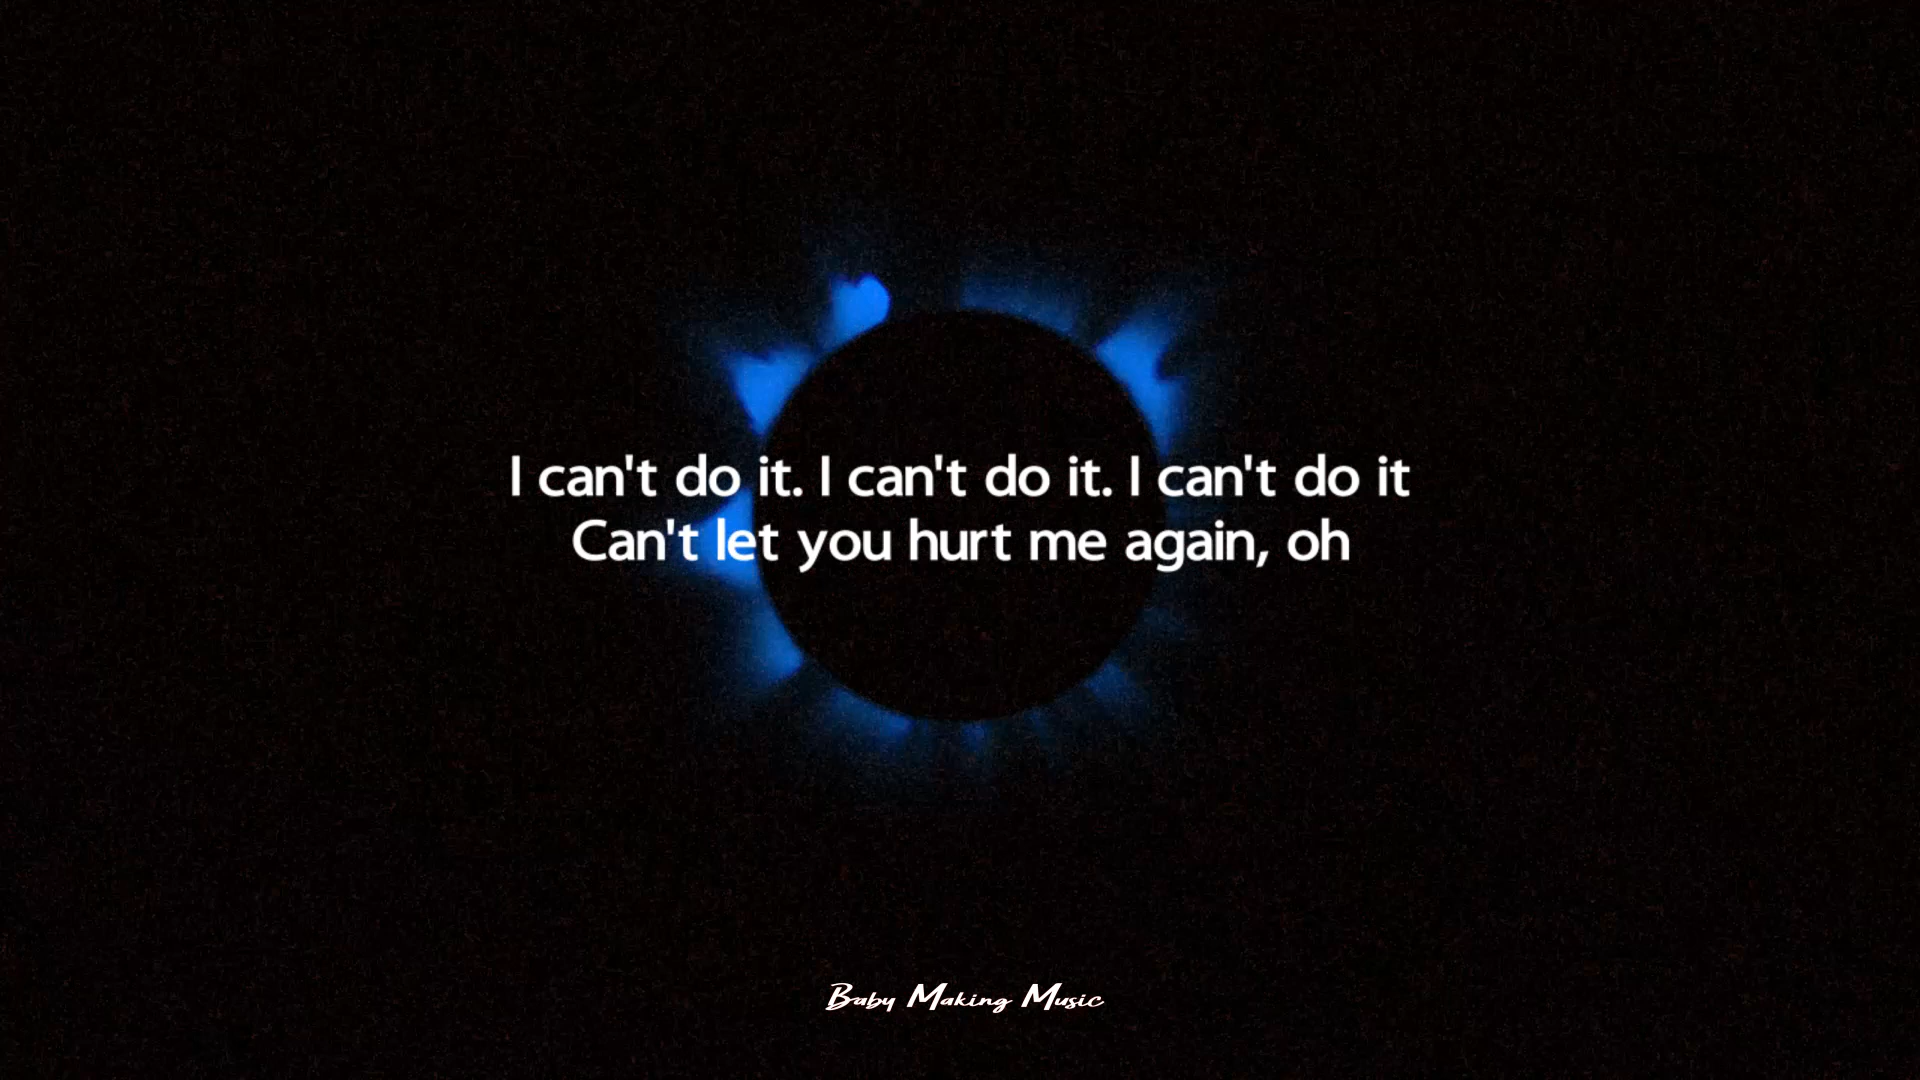 I can't do it. I can't do it. I can't do it
Can't let you hurt me again, oh
Baby Making Music